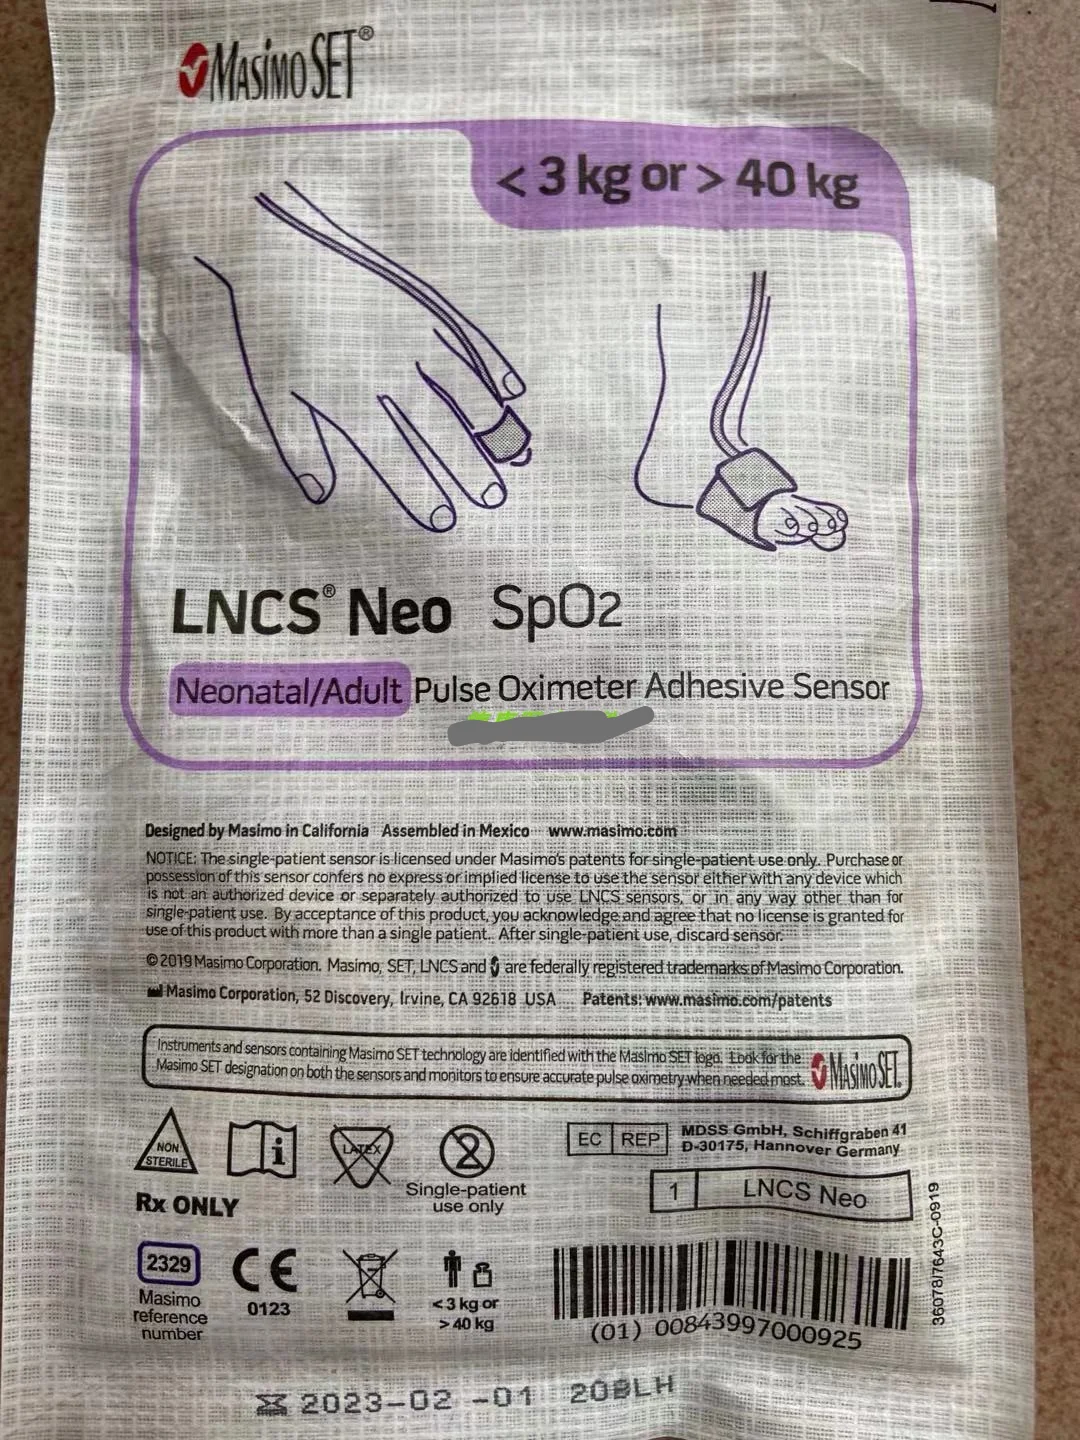 MASIMO SET®
< 3 kg or > 40 kg
LNCS® Neo SpO2
Neonatal/Adult Pulse Oximeter Adhesive Sensor
Designed by Masimo in California Assembled in Mexico www.masimo.com
NOTICE: The single-patient sensor is licensed under Masimo's patents for single-patient use only. Purchase or
possession of this sensor confers no express or implied license to use the sensor either with any device which
is not an authorized device or separately authorized to use LNCS sensors, or in any way other than for
single-patient use. By acceptance of this product, you acknowledge and agree that no license is granted for
use of this product with more than a single patient. After single-patient use, discard sensor.
© 2019 Masimo Corporation. Masimo, SET, LNCS and are federally registered trademarks of Masimo Corporation.
Masimo Corporation, 52 Discovery, Irvine, CA 92618 USA Patents: www.masimo.com/patents
Instruments and sensors containing Masimo SET technology are identified with the Masimo SET logo. Look for the
Masimo SET designation on both the sensors and monitors to ensure accurate pulse oximetry when needed most.
MASIMO SET®
NON
STERILE
i
LATEX
2
Single-patient
use only
Rx ONLY
EC REP
MDSS GmbH, Schiffgraben 41
D-30175, Hannover Germany
1 LNCS Neo
2329
Masimo
reference
number
CE
0123
< 3 kg or
> 40 kg
(01) 00843997000925
36078/7643C-0919
2023-02-01 20BLH